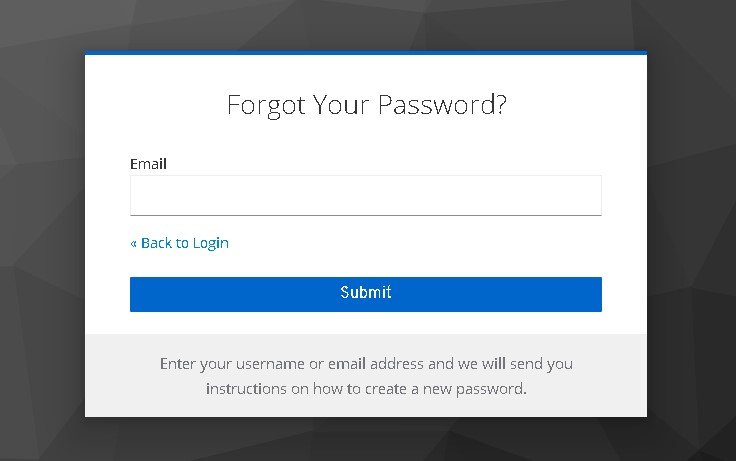 Forgot Your Password?
Email
« Back to Login
Submit
Enter your username or email address and we will send you
instructions on how to create a new password.